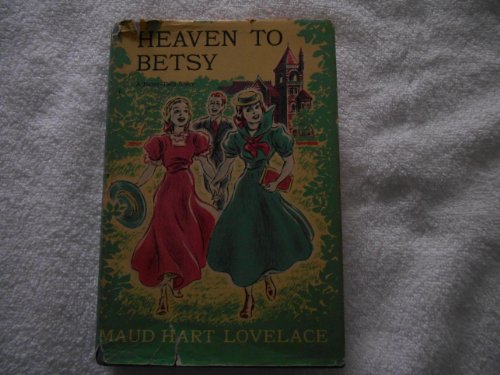 HEAVEN TO
BETSY
MAUD HART LOVELACE